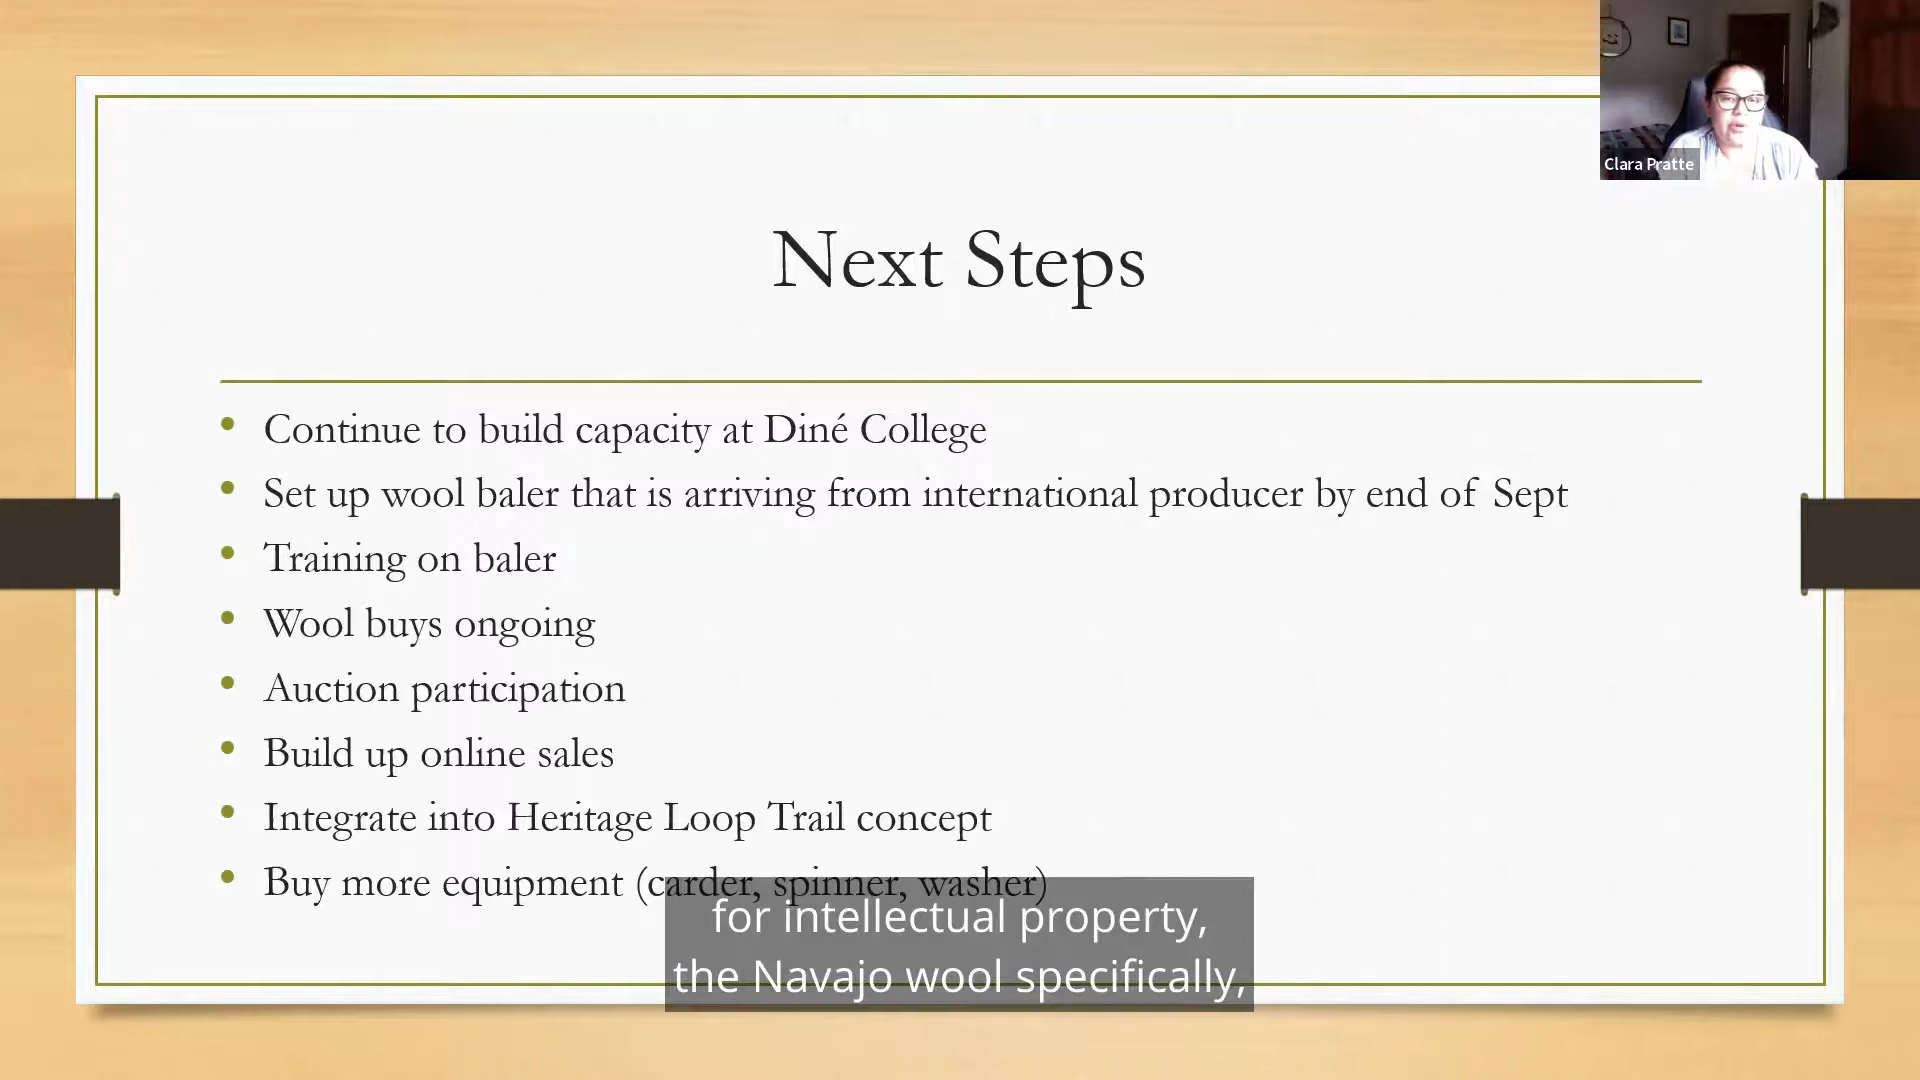 Clara Pratte
Next Steps
• Continue to build capacity at Diné College
• Set up wool baler that is arriving from international producer by end of Sept
• Training on baler
• Wool buys ongoing
• Auction participation
• Build up online sales
• Integrate into Heritage Loop Trail concept
• Buy more equipment (carder, spinner, washer)
for intellectual property,
the Navajo wool specifically,